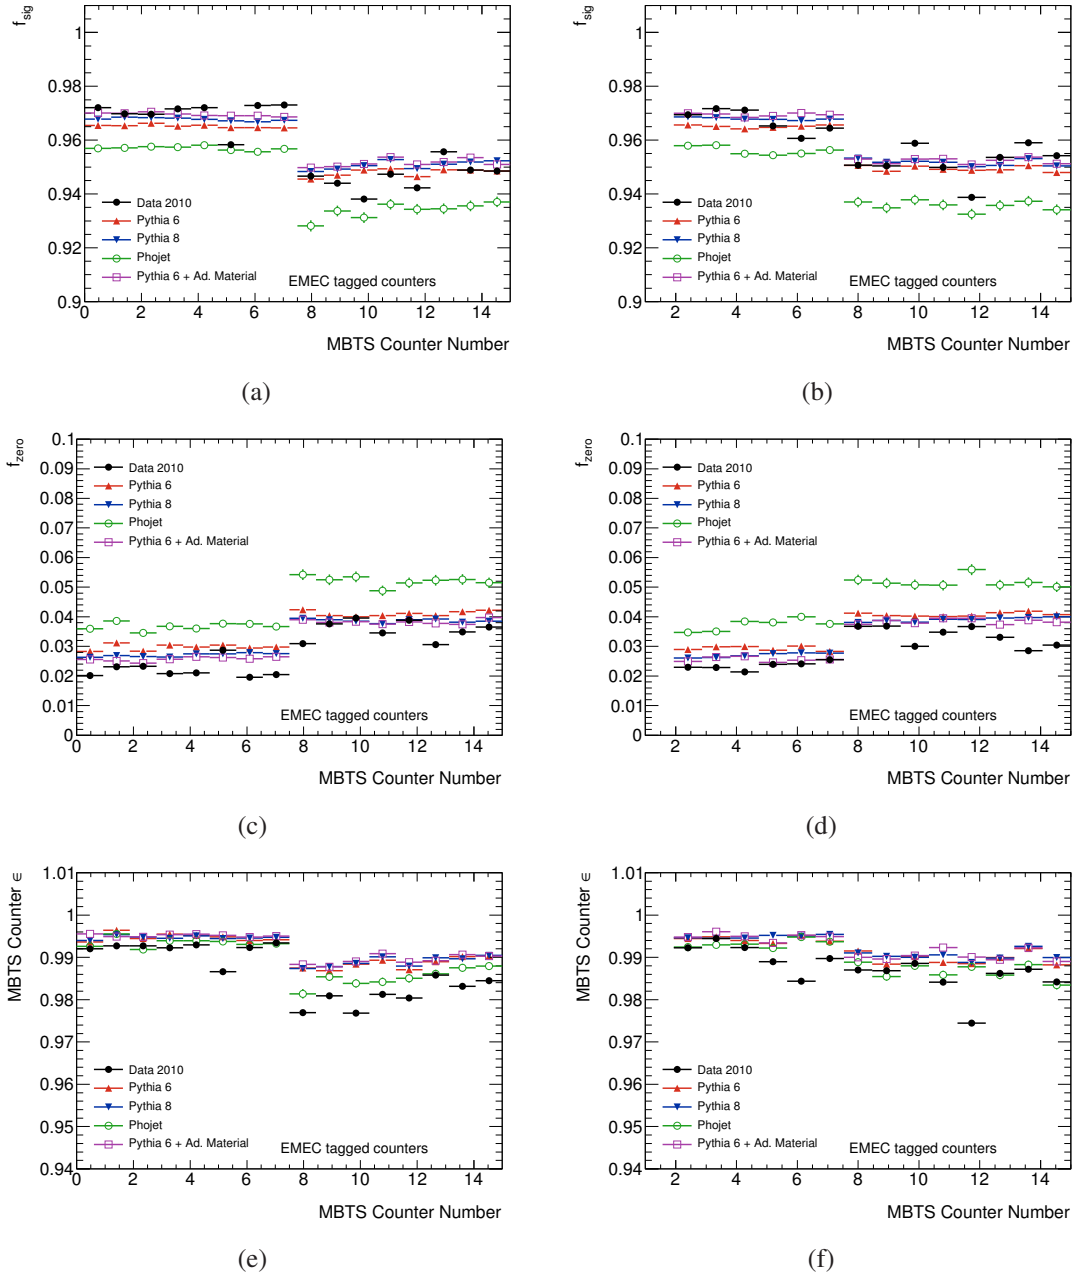 f_sig
1
0.98
0.96
0.94
0.92
0.9
Data 2010
Pythia 6
Pythia 8
Phojet
Pythia 6 + Ad. Material
EMEC tagged counters
0 2 4 6 8 10 12 14
MBTS Counter Number
(a)
f_sig
1
0.98
0.96
0.94
0.92
0.9
Data 2010
Pythia 6
Pythia 8
Phojet
Pythia 6 + Ad. Material
EMEC tagged counters
2 4 6 8 10 12 14
MBTS Counter Number
(b)
f_zero
0.1
0.09
0.08
0.07
0.06
0.05
0.04
0.03
0.02
0.01
0
Data 2010
Pythia 6
Pythia 8
Phojet
Pythia 6 + Ad. Material
EMEC tagged counters
0 2 4 6 8 10 12 14
MBTS Counter Number
(c)
f_zero
0.1
0.09
0.08
0.07
0.06
0.05
0.04
0.03
0.02
0.01
0
Data 2010
Pythia 6
Pythia 8
Phojet
Pythia 6 + Ad. Material
EMEC tagged counters
2 4 6 8 10 12 14
MBTS Counter Number
(d)
MBTS Counter ϵ
1.01
1
0.99
0.98
0.97
0.96
0.95
0.94
Data 2010
Pythia 6
Pythia 8
Phojet
Pythia 6 + Ad. Material
EMEC tagged counters
0 2 4 6 8 10 12 14
MBTS Counter Number
(e)
MBTS Counter ϵ
1.01
1
0.99
0.98
0.97
0.96
0.95
0.94
Data 2010
Pythia 6
Pythia 8
Phojet
Pythia 6 + Ad. Material
EMEC tagged counters
2 4 6 8 10 12 14
MBTS Counter Number
(f)